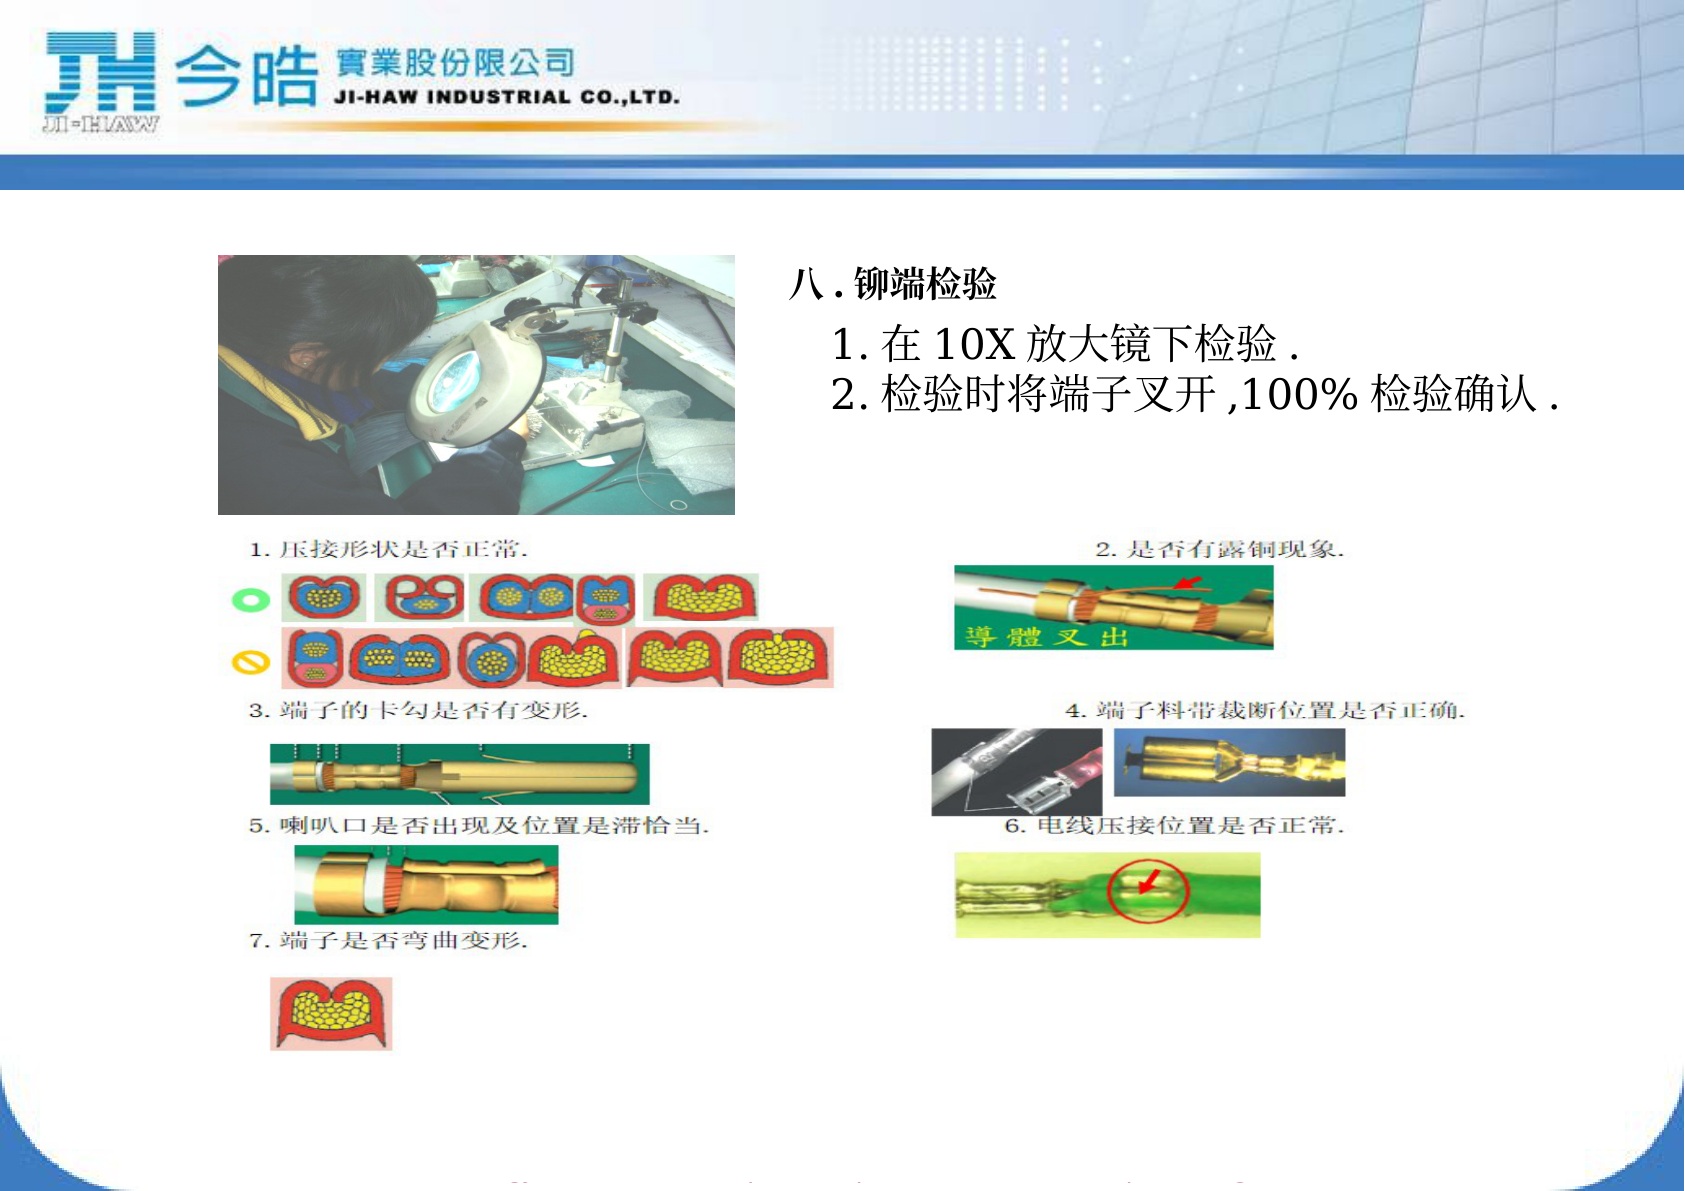 JH 今皓 實業股份限公司
JI-HAW INDUSTRIAL CO.,LTD.
JI-HAW
八 . 铆端检验
1. 在 10X 放大镜下检验 .
2. 检验时将端子叉开 ,100% 检验确认 .
1. 压接形状是否正常.
2. 是否有露铜现象.
導體叉出
3. 端子的卡勾是否有变形.
4. 端子料带裁断位置是否正确.
5. 喇叭口是否出现及位置是滞恰当.
6. 电线压接位置是否正常.
7. 端子是否弯曲变形.